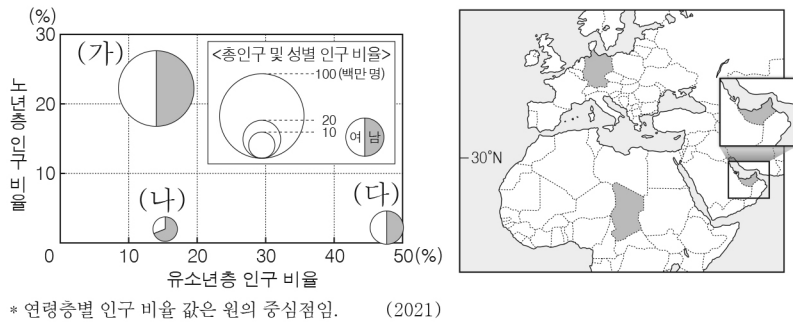 (%)
30
20
10
0
10
20
30
40
50(%)
노년층 인구 비율
유소년층 인구 비율
(가)
(나)
(다)
<총인구 및 성별 인구 비율>
100(백만 명)
20
10
여 남
30°N
* 연령층별 인구 비율 값은 원의 중심점임. (2021)